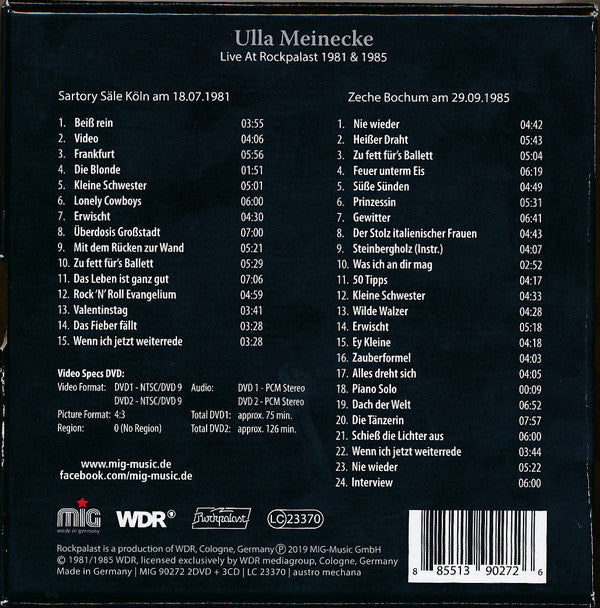 Ulla Meinecke
Live At Rockpalast 1981 & 1985
Sartory Säle Köln am 18.07.1981
1. Beiß rein 03:55
2. Video 04:06
3. Frankfurt 05:56
4. Die Blonde 01:51
5. Kleine Schwester 05:01
6. Lonely Cowboys 06:00
7. Erwischt 04:30
8. Überdosis Großstadt 07:00
9. Mit dem Rücken zur Wand 05:21
10. Zu fett für's Ballett 05:29
11. Das Leben ist ganz gut 07:06
12. Rock 'N' Roll Evangelium 04:59
13. Valentinstag 03:41
14. Das Fieber fällt 03:28
15. Wenn ich jetzt weiterrede 03:28
Video Specs DVD:
Video Format: DVD1 - NTSC/DVD 9 Audio: DVD 1 - PCM Stereo
DVD2 - NTSC/DVD 9 DVD 2 - PCM Stereo
Picture Format: 4:3 Total DVD1: approx. 75 min.
Region: 0 (No Region) Total DVD2: approx. 126 min.
www.mig-music.de
facebook.com/mig-music.de
Zeche Bochum am 29.09.1985
1. Nie wieder 04:42
2. Heißer Draht 05:43
3. Zu fett für's Ballett 05:04
4. Feuer unterm Eis 06:19
5. Süße Sünden 04:49
6. Prinzessin 05:31
7. Gewitter 06:41
8. Der Stolz italienischer Frauen 04:43
9. Steinbergholz (Instr.) 04:07
10. Was ich an dir mag 02:52
11. 50 Tipps 04:17
12. Kleine Schwester 04:33
13. Wilde Walzer 04:28
14. Erwischt 05:18
15. Ey Kleine 04:18
16. Zauberformel 04:03
17. Alles dreht sich 04:05
18. Piano Solo 00:09
19. Dach der Welt 06:52
20. Die Tänzerin 07:57
21. Schieß die Lichter aus 06:00
22. Wenn ich jetzt weiterrede 03:44
23. Nie wieder 05:22
24. Interview 06:00
MIG
made in germany
WDR
Rockpalast
LC 23370
Rockpalast is a production of WDR, Cologne, Germany Ⓟ 2019 MIG-Music GmbH
© 1981/1985 WDR, licensed exclusively by WDR mediagroup, Cologne, Germany
Made in Germany | MIG 90272 2DVD + 3CD | LC 23370 | austro mechana
8 85513 90272 6